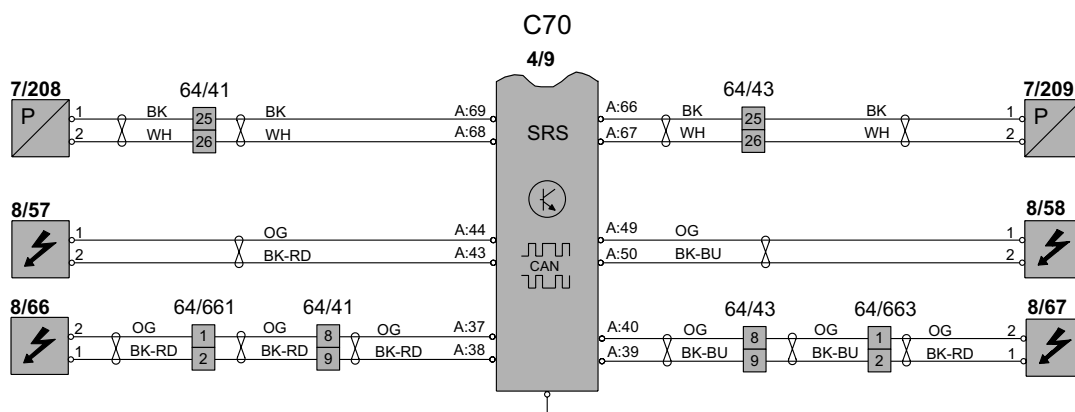 C70
4/9
7/208 64/41 64/43 7/209
P 1 BK 25 BK A:69 A:66 BK 25 BK 1 P
2 WH 26 WH A:68 SRS A:67 WH 26 WH 2
8/57 8/58
1 OG A:44 A:49 OG 1
2 BK-RD A:43 A:50 BK-BU 2
CAN
8/66 64/661 64/41 64/43 64/663 8/67
2 OG 1 OG 8 OG A:37 A:40 OG 8 OG 1 OG 2
1 BK-RD 2 BK-RD 9 BK-RD A:38 A:39 BK-BU 9 BK-BU 2 BK-RD 1